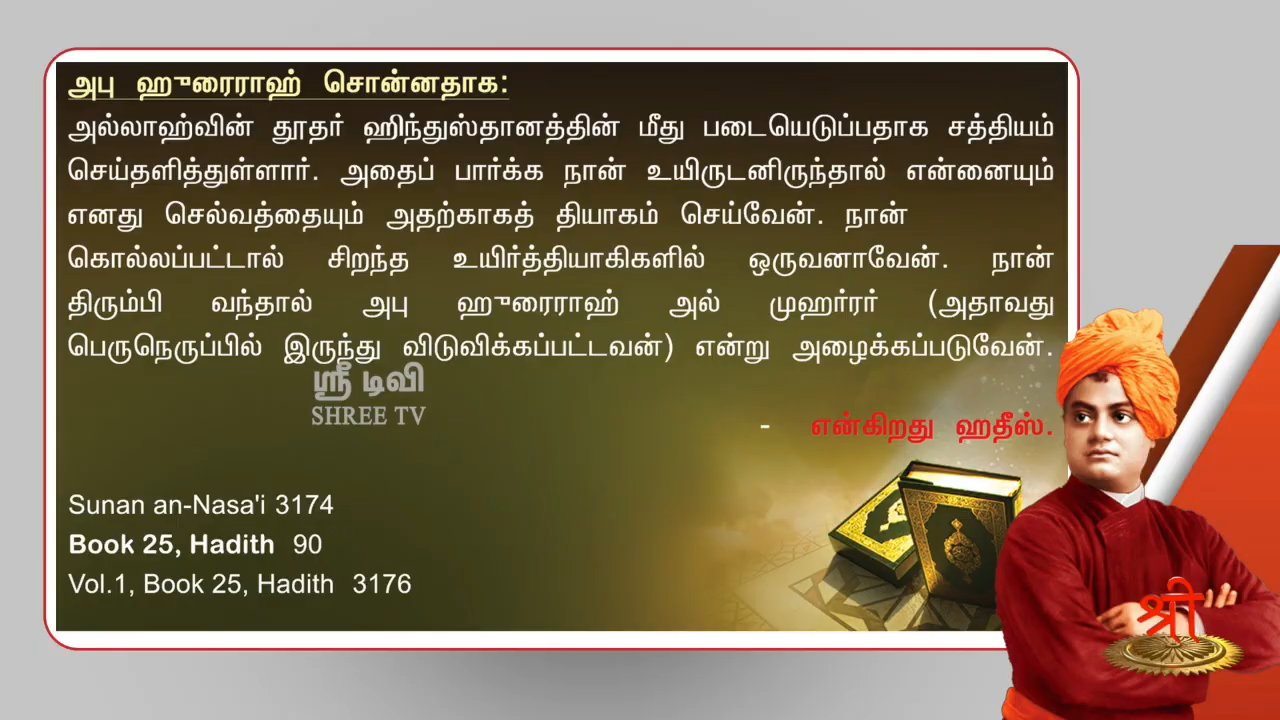 அபு ஹுரைராஹ் சொன்னதாக:
அல்லாஹ்வின் தூதர் ஹிந்துஸ்தானத்தின் மீது படையெடுப்பதாக சத்தியம்
செய்தளித்துள்ளார். அதைப் பார்க்க நான் உயிருடனிருந்தால் என்னையும்
எனது செல்வத்தையும் அதற்காகத் தியாகம் செய்வேன். நான்
கொல்லப்பட்டால் சிறந்த உயிர்த்தியாகிகளில் ஒருவனாவேன். நான்
திரும்பி வந்தால் அபு ஹுரைராஹ் அல் முஹர்ரர் (அதாவது
பெருநெருப்பில் இருந்து விடுவிக்கப்பட்டவன்) என்று அழைக்கப்படுவேன்.
ஸ்ரீ டிவி
SHREE TV
- என்கிறது ஹதீஸ்.
Sunan an-Nasa'i 3174
Book 25, Hadith 90
Vol.1, Book 25, Hadith 3176
श्री